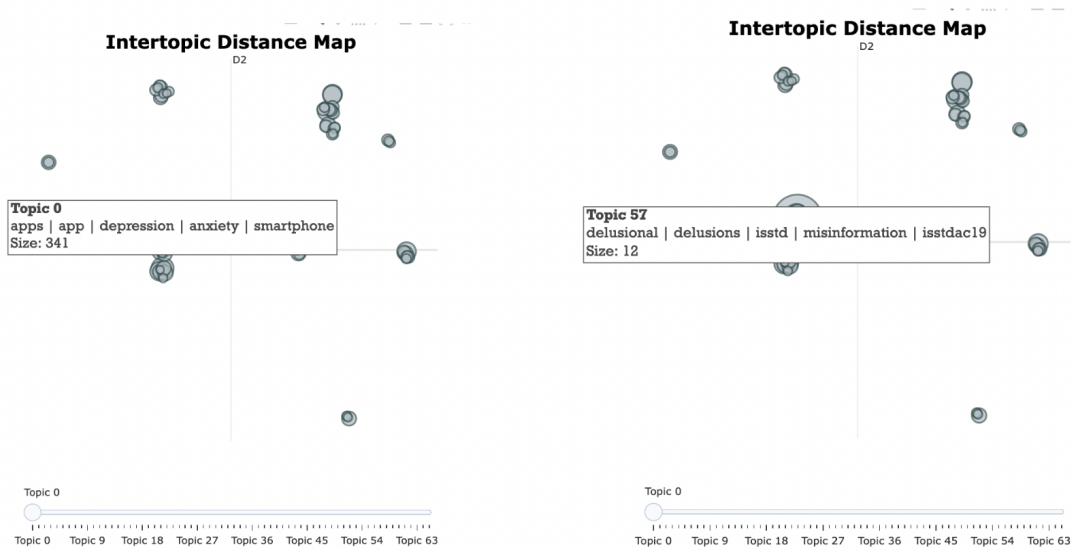 Intertopic Distance Map
D2
Topic 0
apps | app | depression | anxiety | smartphone
Size: 341
Topic 0
Topic 0 Topic 9 Topic 18 Topic 27 Topic 36 Topic 45 Topic 54 Topic 63
Intertopic Distance Map
D2
Topic 57
delusional | delusions | isstd | misinformation | isstdac19
Size: 12
Topic 0
Topic 0 Topic 9 Topic 18 Topic 27 Topic 36 Topic 45 Topic 54 Topic 63